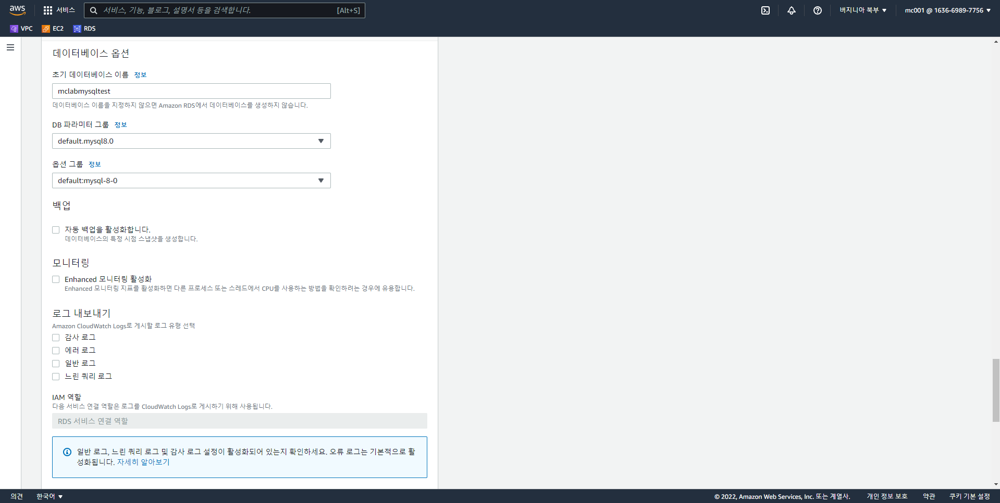 aws
서비스
서비스, 기능, 블로그, 설명서 등을 검색합니다.
[Alt+S]
버지니아 북부 ▼
mc001 @ 1636-6989-7756 ▼
VPC
EC2
RDS
데이터베이스 옵션
초기 데이터베이스 이름 정보
mclabmysqltest
데이터베이스 이름을 지정하지 않으면 Amazon RDS에서 데이터베이스를 생성하지 않습니다.
DB 파라미터 그룹 정보
default.mysql8.0
옵션 그룹 정보
default:mysql-8-0
백업
자동 백업을 활성화합니다.
데이터베이스의 특정 시점 스냅샷을 생성합니다.
모니터링
Enhanced 모니터링 활성화
Enhanced 모니터링 지표를 활성화하면 다른 프로세스 또는 스레드에서 CPU를 사용하는 방법을 확인하려는 경우에 유용합니다.
로그 내보내기
Amazon CloudWatch Logs로 게시할 로그 유형 선택
감사 로그
에러 로그
일반 로그
느린 쿼리 로그
IAM 역할
다음 서비스 연결 역할은 로그를 CloudWatch Logs로 게시하기 위해 사용됩니다.
RDS 서비스 연결 역할
일반 로그, 느린 쿼리 로그 및 감사 로그 설정이 활성화되어 있는지 확인하세요. 오류 로그는 기본적으로 활
성화됩니다. 자세히 알아보기
의견
한국어 ▼
© 2022, Amazon Web Services, Inc. 또는 계열사.
개인 정보 보호
약관
쿠키 기본 설정